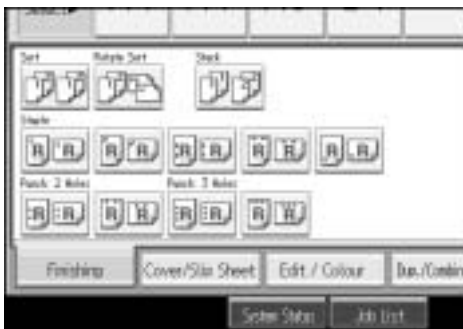 Sort Rotate Sort Stack
Staple
Punch: 2 Holes Punch: 3 Holes
Finishing Cover/Slip Sheet Edit / Colour Dup./Combine
System Status Job List